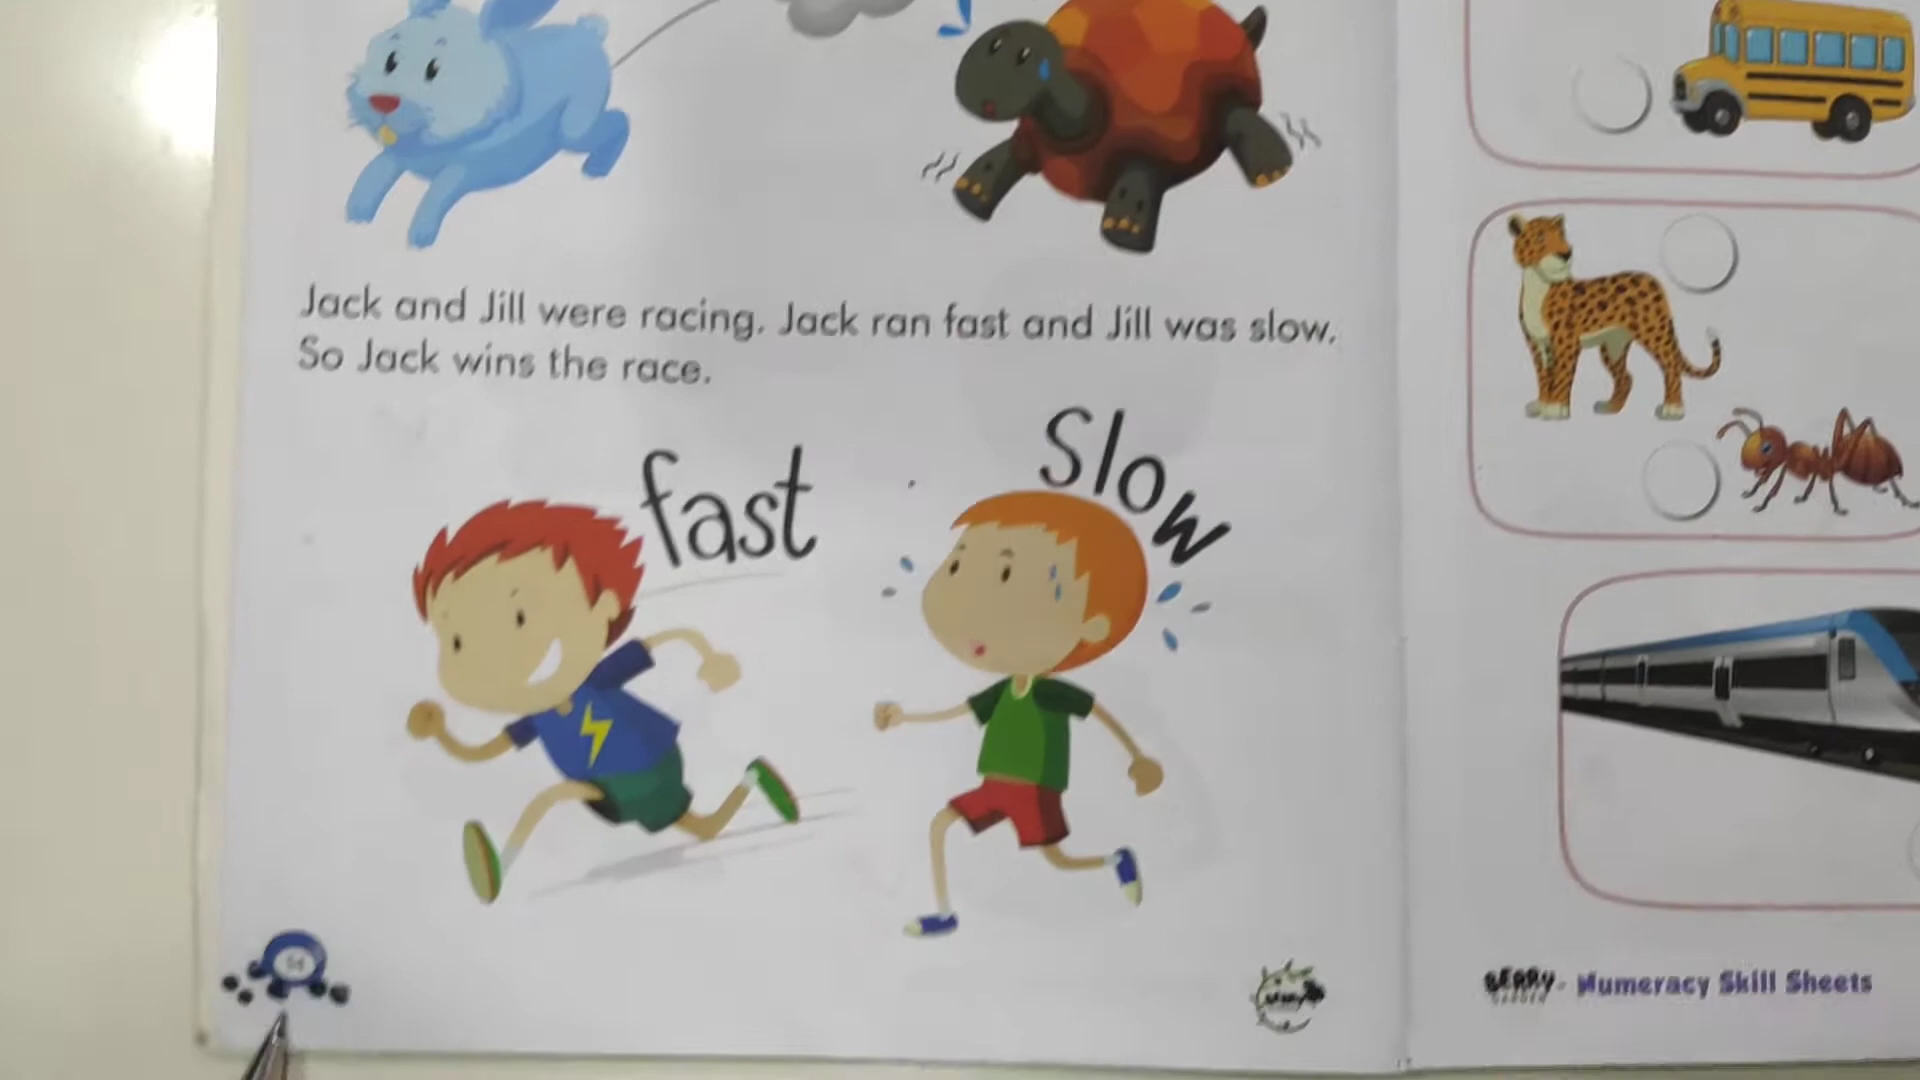 Jack and Jill were racing. Jack ran fast and Jill was slow.
So Jack wins the race.
fast
slow
BERRY - Numeracy Skill Sheets